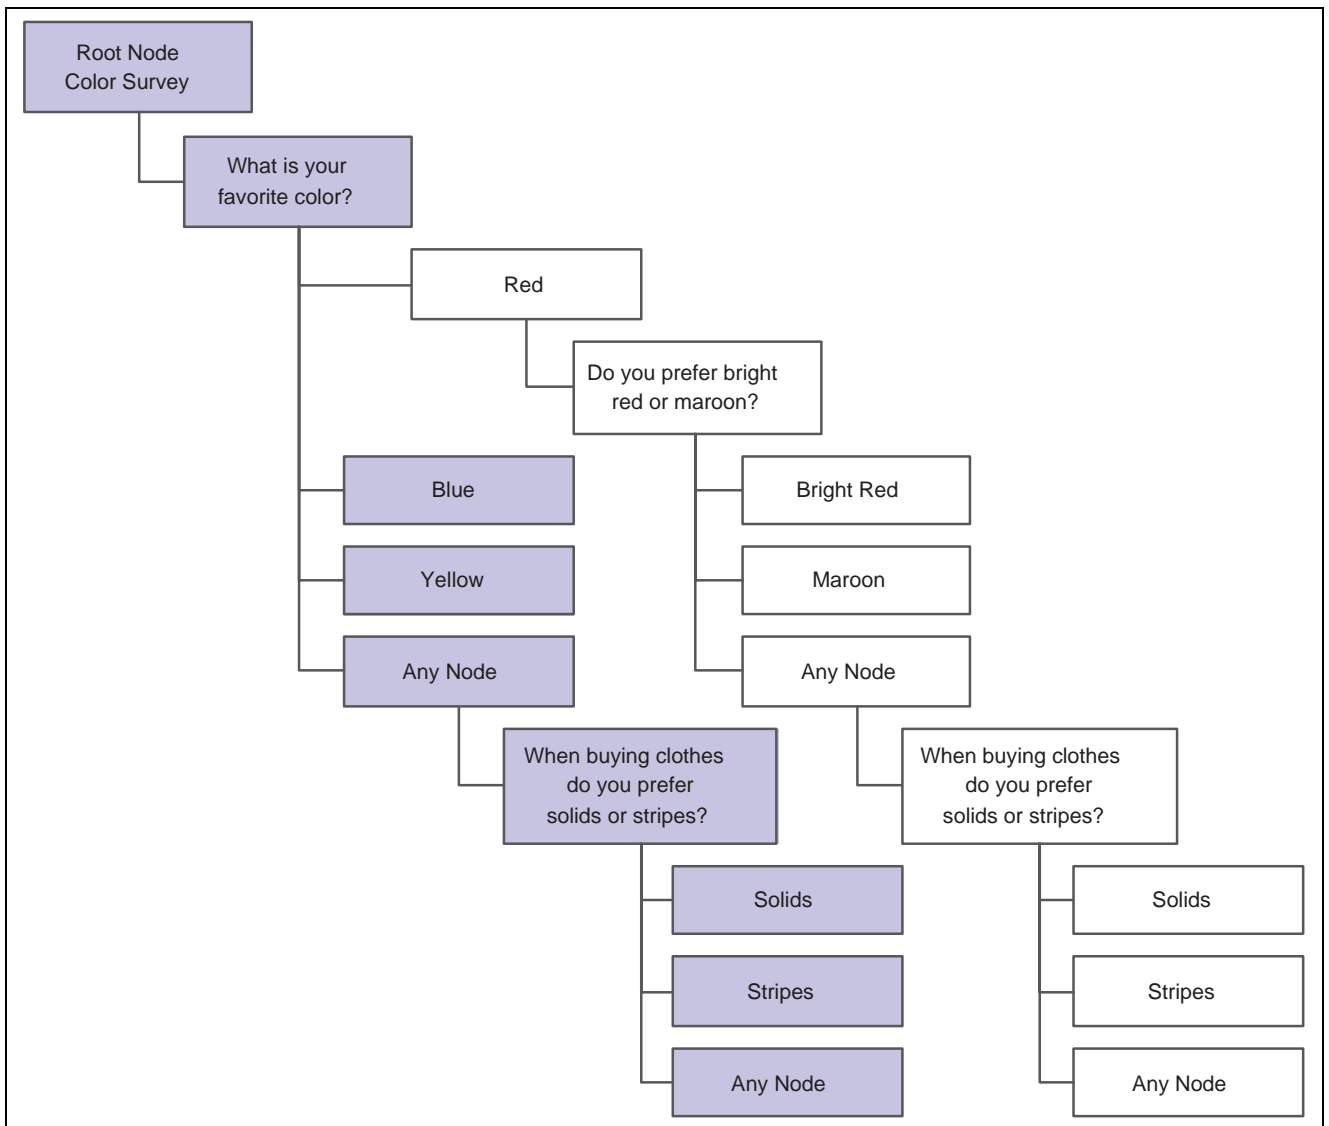 Root Node
Color Survey
What is your
favorite color?
Red
Do you prefer bright
red or maroon?
Blue
Bright Red
Yellow
Maroon
Any Node
Any Node
When buying clothes
do you prefer
solids or stripes?
When buying clothes
do you prefer
solids or stripes?
Solids
Solids
Stripes
Stripes
Any Node
Any Node